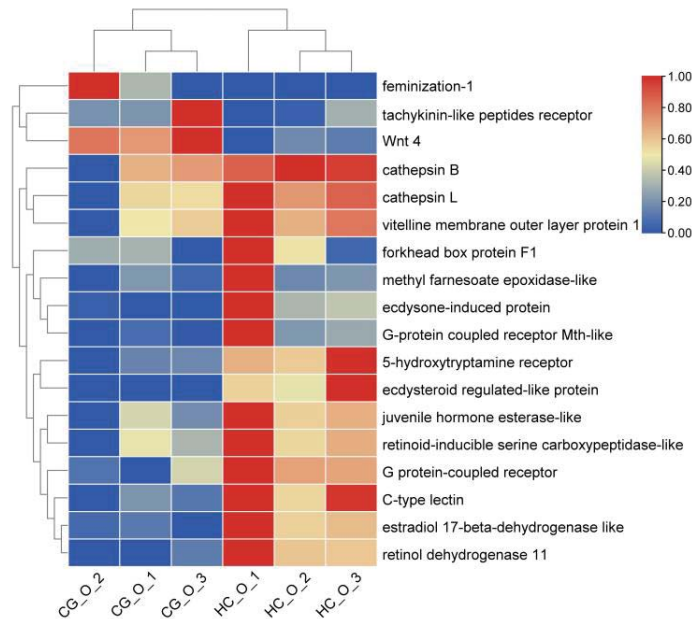 feminization-1
tachykinin-like peptides receptor
Wnt 4
cathepsin B
cathepsin L
vitelline membrane outer layer protein 1
forkhead box protein F1
methyl farnesoate epoxidase-like
ecdysone-induced protein
G-protein coupled receptor Mth-like
5-hydroxytryptamine receptor
ecdysteroid regulated-like protein
juvenile hormone esterase-like
retinoid-inducible serine carboxypeptidase-like
G protein-coupled receptor
C-type lectin
estradiol 17-beta-dehydrogenase like
retinol dehydrogenase 11
1.00
0.80
0.60
0.40
0.20
0.00
CG_O_2
CG_O_1
CG_O_3
HC_O_1
HC_O_2
HC_O_3